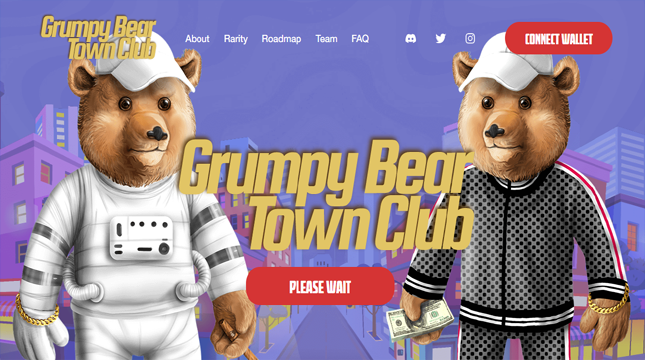 Grumpy Bear
Town Club
About Rarity Roadmap Team FAQ
CONNECT WALLET
Grumpy Bear
Town Club
PLEASE WAIT